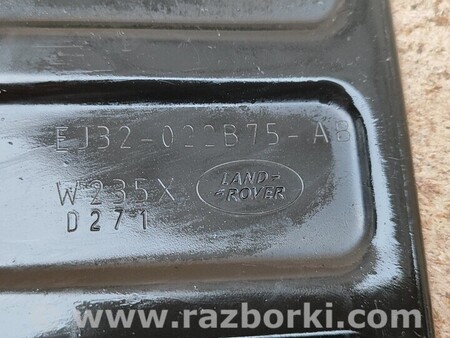 EJ32-022B75-AB
W235X
D271
LAND-
-ROVER
www.razborki.com